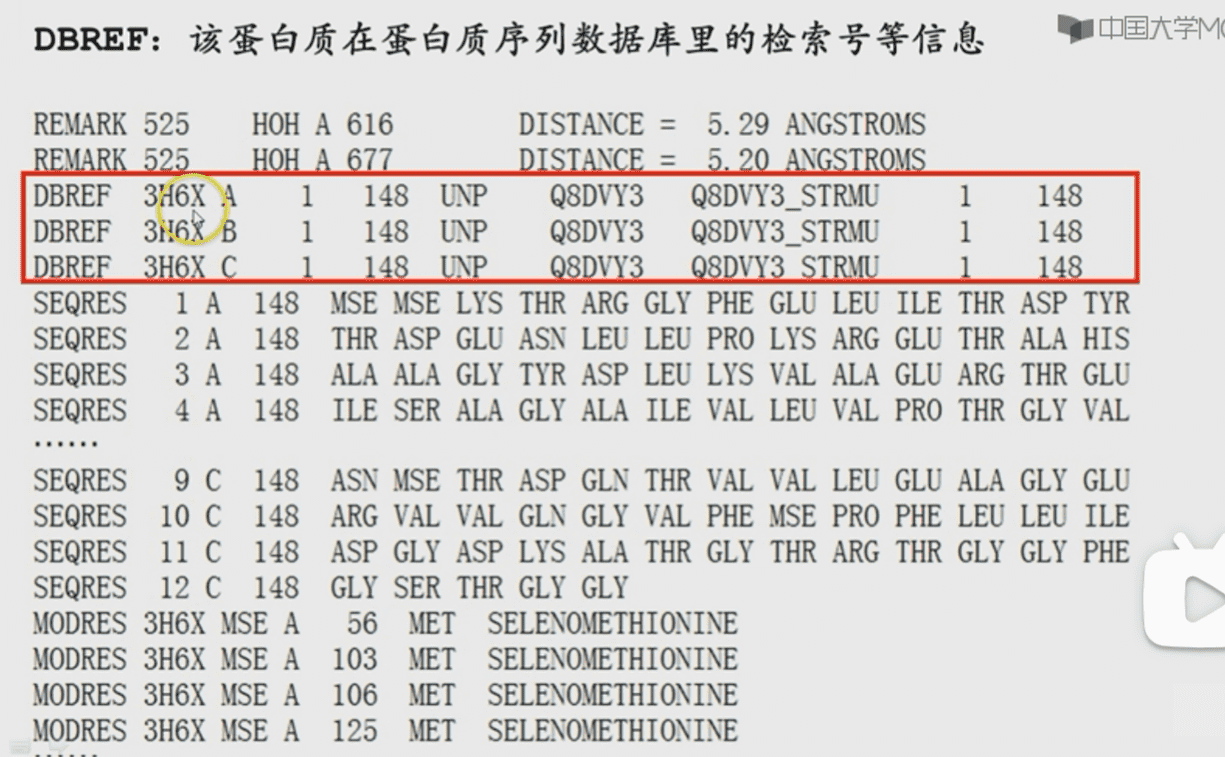 DBREF: 该蛋白质在蛋白质序列数据库里的检索号等信息
中国大学MO
REMARK 525    HOH A 616        DISTANCE =  5.29 ANGSTROMS
REMARK 525    HOH A 677        DISTANCE =  5.20 ANGSTROMS
DBREF  3H6X A    1   148  UNP    Q8DVY3   Q8DVY3_STRMU     1    148
DBREF  3H6X B    1   148  UNP    Q8DVY3   Q8DVY3_STRMU     1    148
DBREF  3H6X C    1   148  UNP    Q8DVY3   Q8DVY3_STRMU     1    148
SEQRES   1 A  148  MSE MSE LYS THR ARG GLY PHE GLU LEU ILE THR ASP TYR
SEQRES   2 A  148  THR ASP GLU ASN LEU LEU PRO LYS ARG GLU THR ALA HIS
SEQRES   3 A  148  ALA ALA GLY TYR ASP LEU LYS VAL ALA GLU ARG THR GLU
SEQRES   4 A  148  ILE SER ALA GLY ALA ILE VAL LEU VAL PRO THR GLY VAL
······
SEQRES   9 C  148  ASN MSE THR ASP GLN THR VAL VAL LEU GLU ALA GLY GLU
SEQRES  10 C  148  ARG VAL VAL GLN GLY VAL PHE MSE PRO PHE LEU LEU ILE
SEQRES  11 C  148  ASP GLY ASP LYS ALA THR GLY THR ARG THR GLY GLY PHE
SEQRES  12 C  148  GLY SER THR GLY GLY
MODRES 3H6X MSE A   56  MET  SELENOMETHIONINE
MODRES 3H6X MSE A  103  MET  SELENOMETHIONINE
MODRES 3H6X MSE A  106  MET  SELENOMETHIONINE
MODRES 3H6X MSE A  125  MET  SELENOMETHIONINE
······